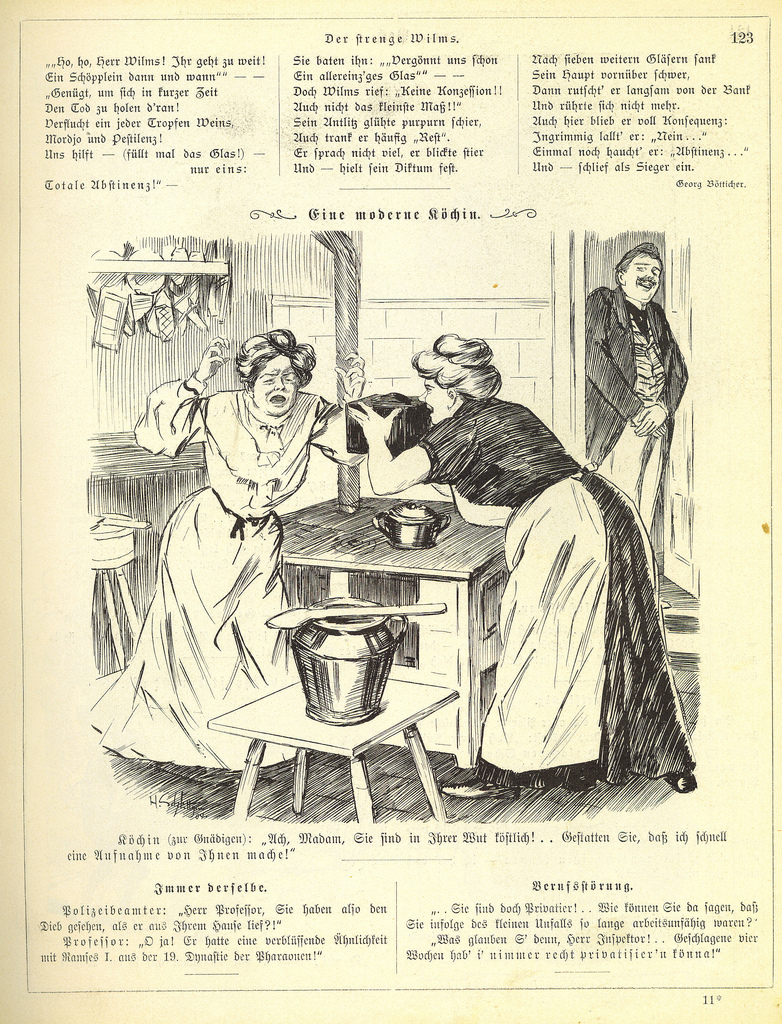 Der strenge Wilms.
123
„„Ho, ho, Herr Wilms! Ihr geht zu weit!
Ein Schöpplein dann und wann““ — —
„Genügt, um sich in kurzer Zeit
Den Tod zu holen d'ran!
Verflucht ein jeder Tropfen Weins,
Mordjo und Pestilenz!
Uns hilft — (füllt mal das Glas!) —
nur eins:
Totale Abstinenz!“ —
Sie baten ihn: „„Vergönnt uns schon
Ein allereinz'ges Glas““ — —
Doch Wilms rief: „Keine Konzession!!
Auch nicht das kleinste Maß!!“
Sein Antlitz glühte purpurn schier,
Auch trank er häufig „Rest“.
Er sprach nicht viel, er blickte stier
Und — hielt sein Diktum fest.
Nach sieben weitern Gläsern sank
Sein Haupt vornüber schwer,
Dann rutscht' er langsam von der Bank
Und rührte sich nicht mehr.
Auch hier blieb er voll Konsequenz:
Ingrimmig lallt' er: „Nein...“
Einmal noch haucht' er: „Abstinenz...“
Und — schlief als Sieger ein.
Georg Bötticher.
Eine moderne Köchin.
Köchin (zur Gnädigen): „Ach, Madam, Sie sind in Ihrer Wut köstlich! . . Gestatten Sie, daß ich schnell
eine Aufnahme von Ihnen mache!“
Immer derselbe.
Polizeibeamter: „Herr Professor, Sie haben also den
Dieb gesehen, als er aus Ihrem Hause lief?!“
Professor: „O ja! Er hatte eine verblüffende Ähnlichkeit
mit Ramses I. aus der 19. Dynastie der Pharaonen!“
Berufsstörung.
„. . Sie sind doch Privatier! . . Wie können Sie da sagen, daß
Sie infolge des kleinen Unfalls so lange arbeitsunfähig waren?“
„Was glauben S' denn, Herr Inspektor! . . Geschlagene vier
Wochen hab' i' nimmer recht privatisier'n könna!“
11*